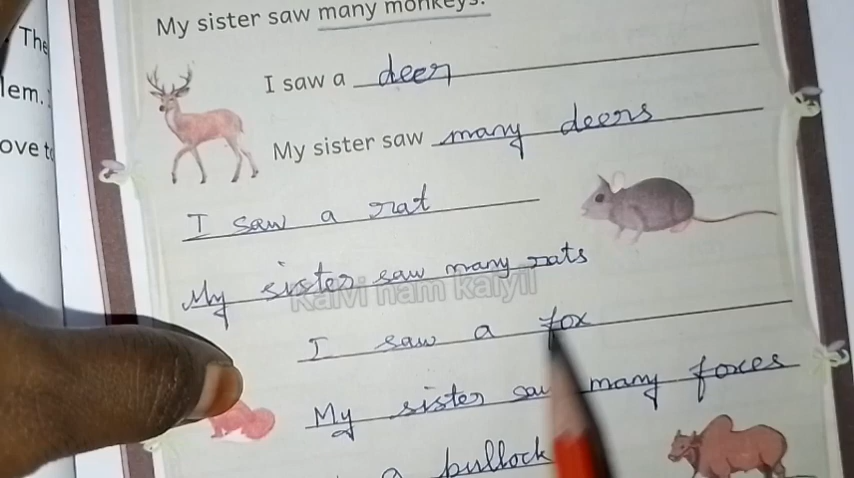 The
lem.
ove to
My sister saw many monkeys.
I saw a deer
My sister saw many deers
I saw a rat
My sister saw many rats
Kalvi nam kaiyil
I saw a fox
My sister saw many foxes
a bullock